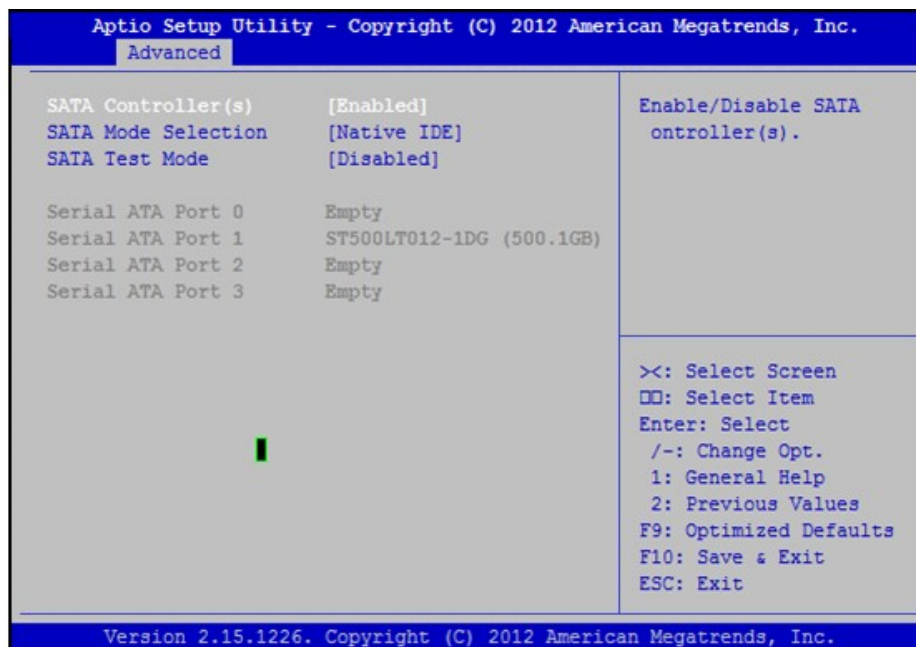 Aptio Setup Utility - Copyright (C) 2012 American Megatrends, Inc.
Advanced
SATA Controller(s) [Enabled]
SATA Mode Selection [Native IDE]
SATA Test Mode [Disabled]
Serial ATA Port 0 Empty
Serial ATA Port 1 ST500LT012-1DG (500.1GB)
Serial ATA Port 2 Empty
Serial ATA Port 3 Empty
Enable/Disable SATA
ontroller(s).
><: Select Screen
□□: Select Item
Enter: Select
/-: Change Opt.
1: General Help
2: Previous Values
F9: Optimized Defaults
F10: Save & Exit
ESC: Exit
Version 2.15.1226. Copyright (C) 2012 American Megatrends, Inc.